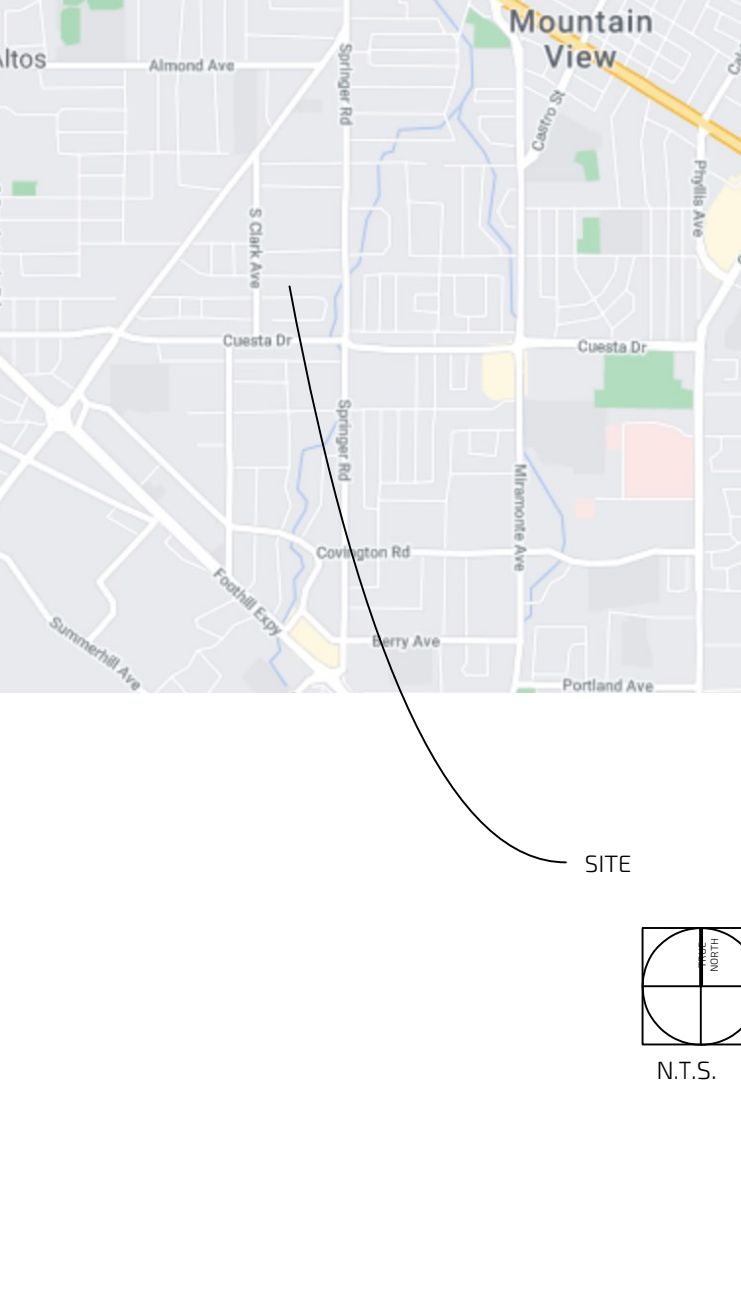 Mountain
View
ltos
Almond Ave
Springer Rd
Castro St
Phyllis Ave
S Clark Ave
Cuesta Dr
Cuesta Dr
Springer Rd
Miramonte Ave
Covington Rd
Foothill Expy
Summerhill Ave
Berry Ave
Portland Ave
SITE
TRUE
NORTH
N.T.S.